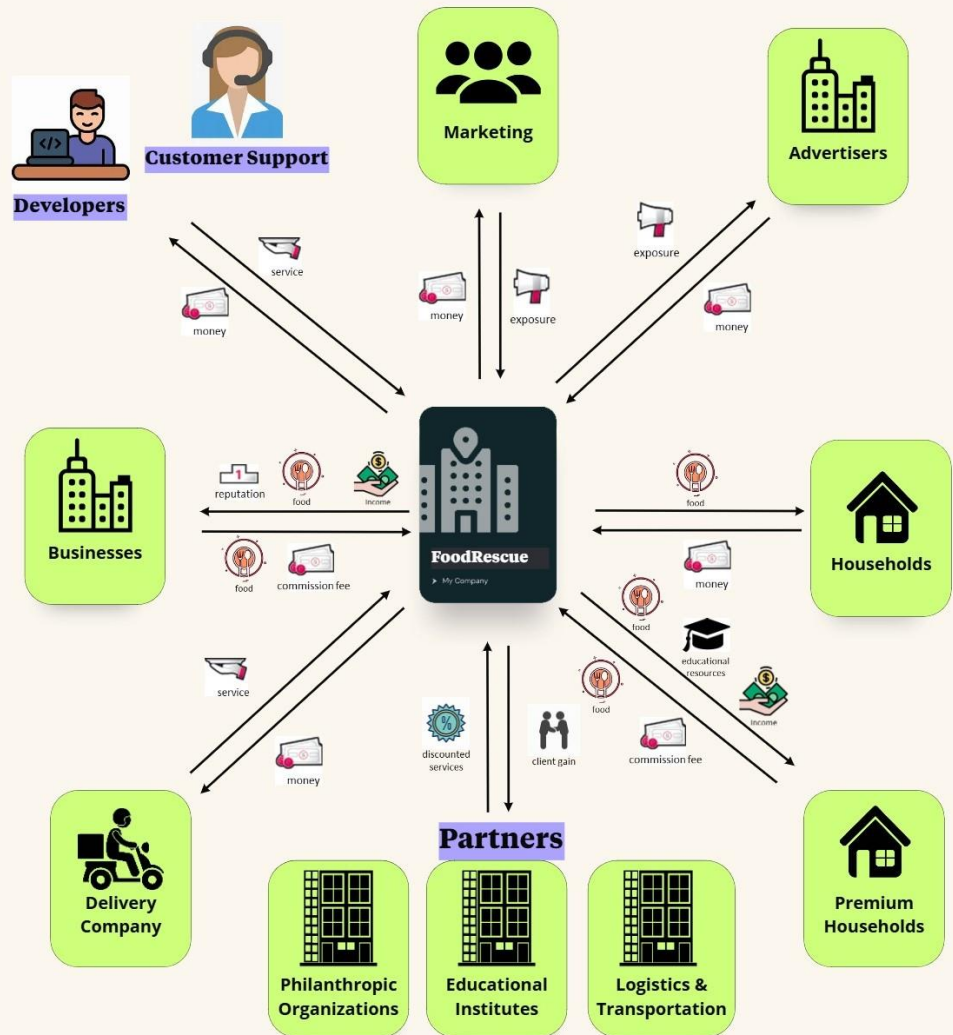 Customer Support
Developers
Marketing
Advertisers
service
money
money
exposure
exposure
money
Businesses
reputation
food
income
food
commission fee
FoodRescue
My Company
food
money
Households
service
money
discounted
services
client gain
food
educational
resources
income
food
commission fee
Delivery
Company
Partners
Philanthropic
Organizations
Educational
Institutes
Logistics &
Transportation
Premium
Households